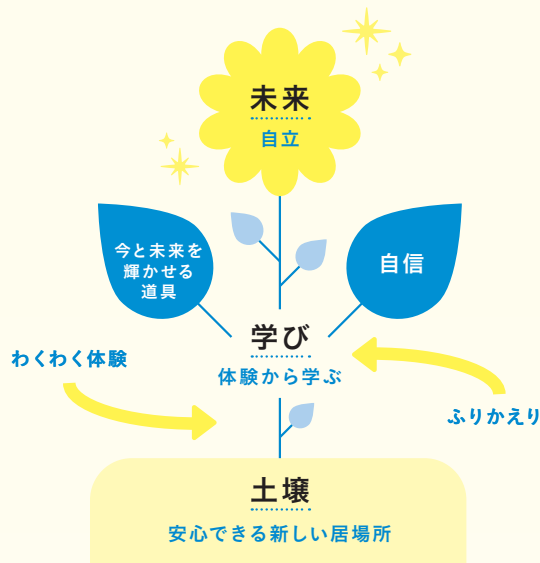 未来
自立
今と未来を
輝かせる
道具
自信
学び
体験から学ぶ
わくわく体験
ふりかえり
土壌
安心できる新しい居場所